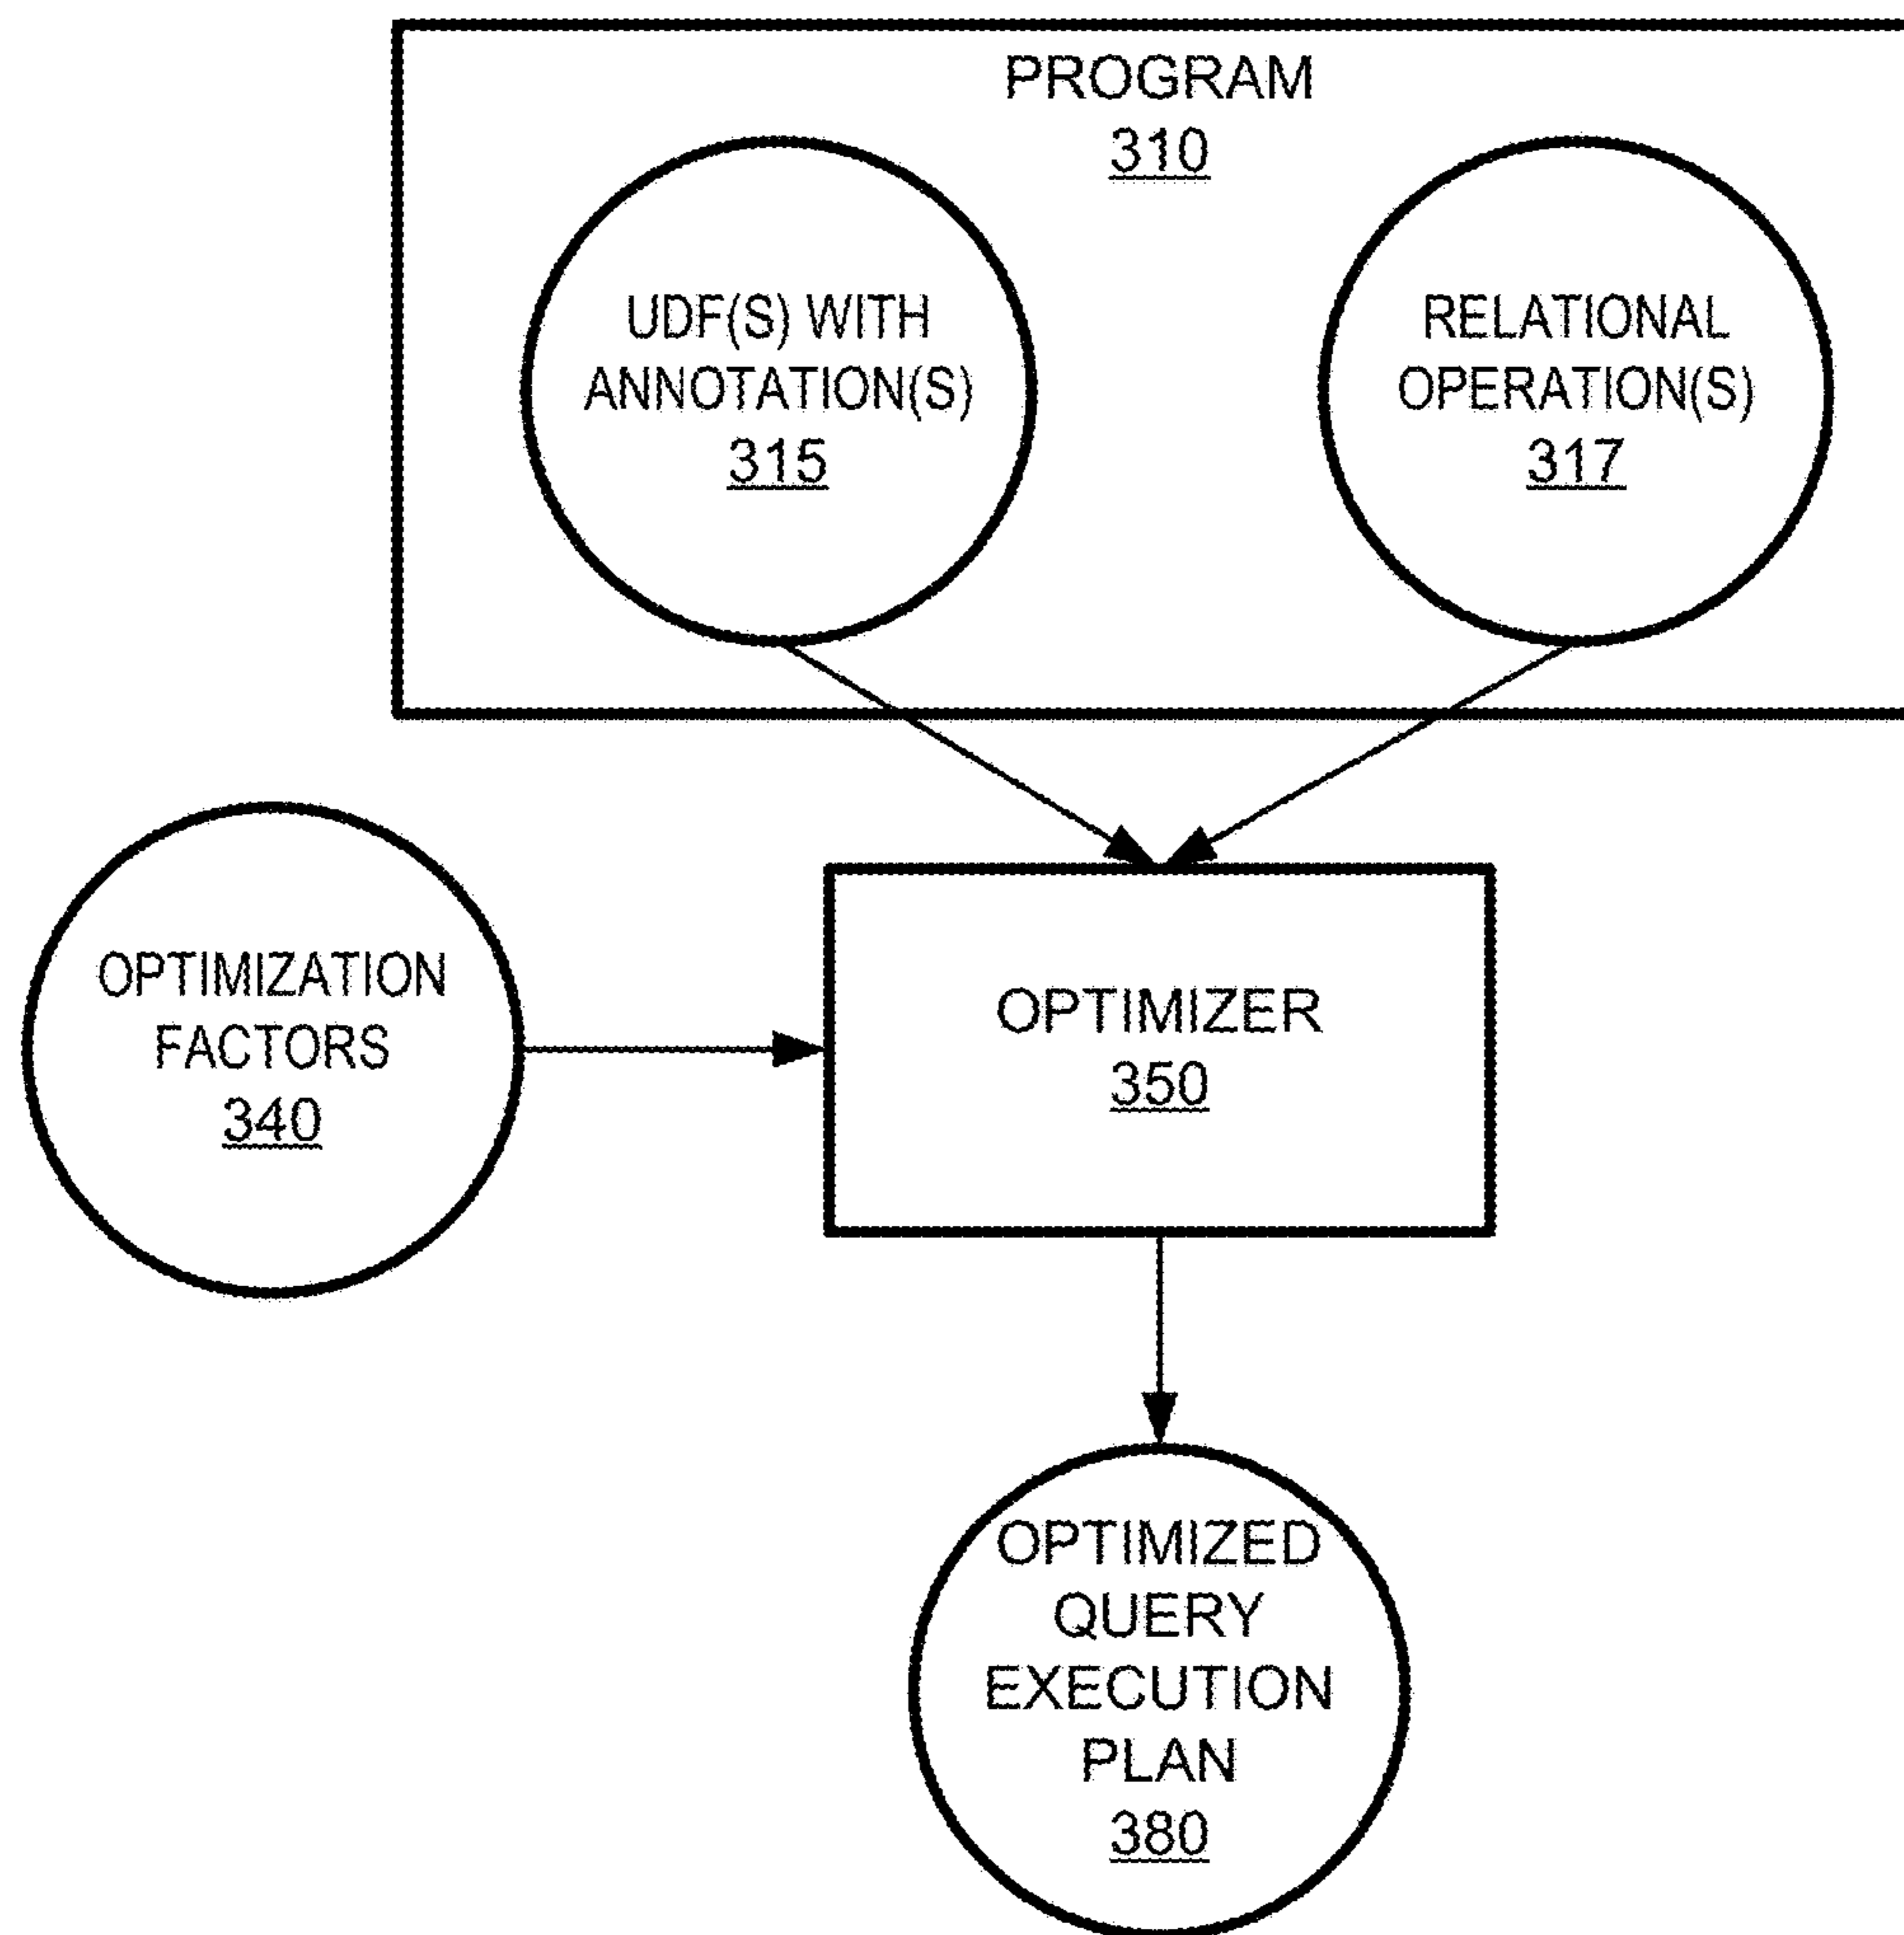 PROGRAM
310
UDF(S) WITH
ANNOTATION(S)
315
RELATIONAL
OPERATION(S)
317
OPTIMIZATION
FACTORS
340
OPTIMIZER
350
OPTIMIZED
QUERY
EXECUTION
PLAN
380